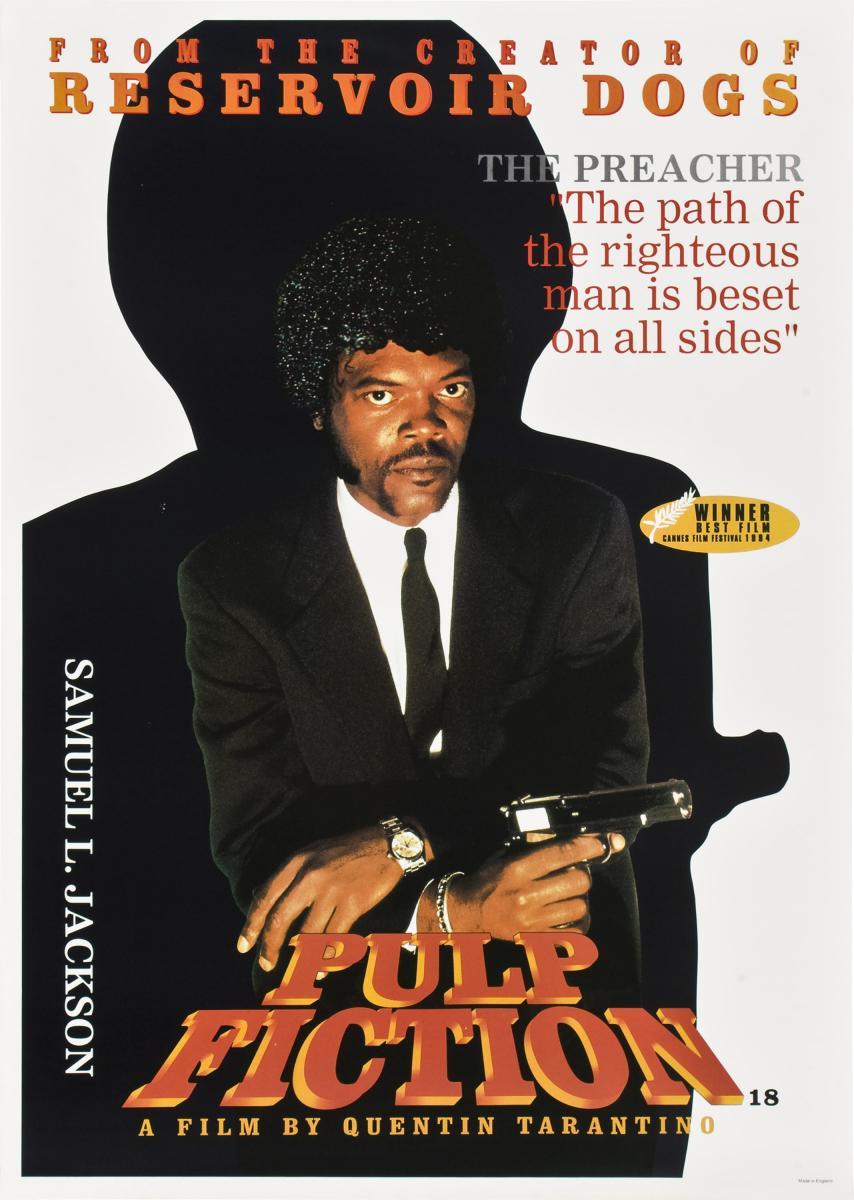 FROM THE CREATOR OF
RESERVOIR DOGS
THE PREACHER
"The path of
the righteous
man is beset
on all sides"
WINNER
BEST FILM
CANNES FILM FESTIVAL 1994
SAMUEL L. JACKSON
PULP
FICTION
18
A FILM BY QUENTIN TARANTINO
Made in England